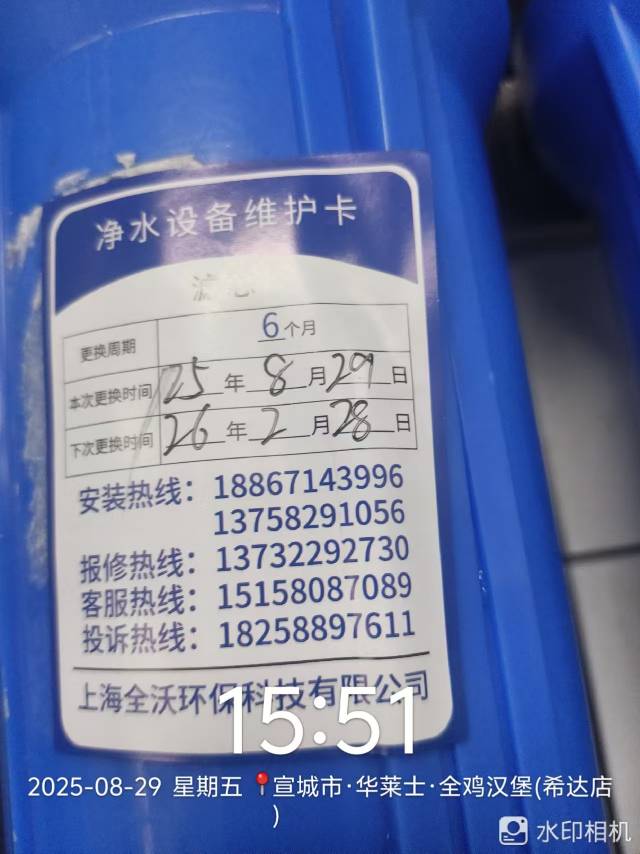 净水设备维护卡
滤芯
更换周期 6个月
本次更换时间 25年8月29日
下次更换时间 26年2月28日
安装热线：18867143996
13758291056
报修热线：13732292730
客服热线：15158087089
投诉热线：18258897611
上海全沃环保科技有限公司
15:51
2025-08-29 星期五 宣城市·华莱士·全鸡汉堡(希达店
)
水印相机